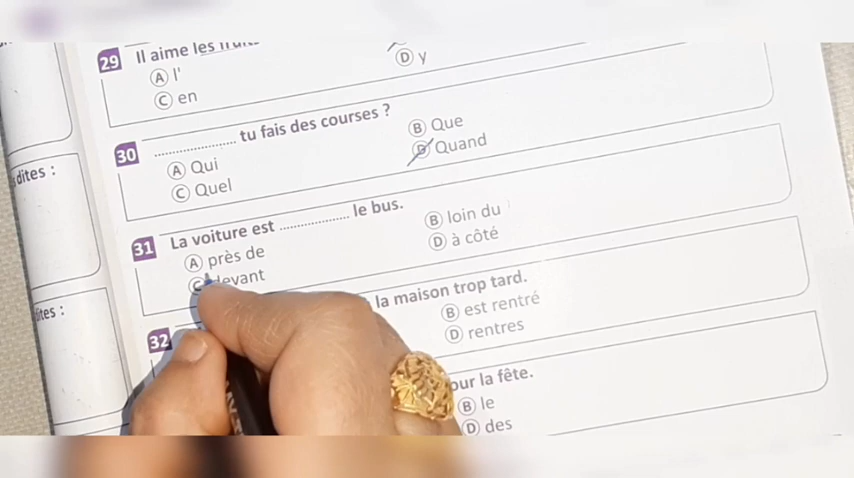 29 Il aime les
A l'
D y
C en
30 .................... tu fais des courses ?
A Qui
B Que
C Quel
D Quand
dites :
31 La voiture est .................... le bus.
A près de
B loin du
C devant
D à côté
32 la maison trop tard.
B est rentré
D rentres
la fête.
B le
D des